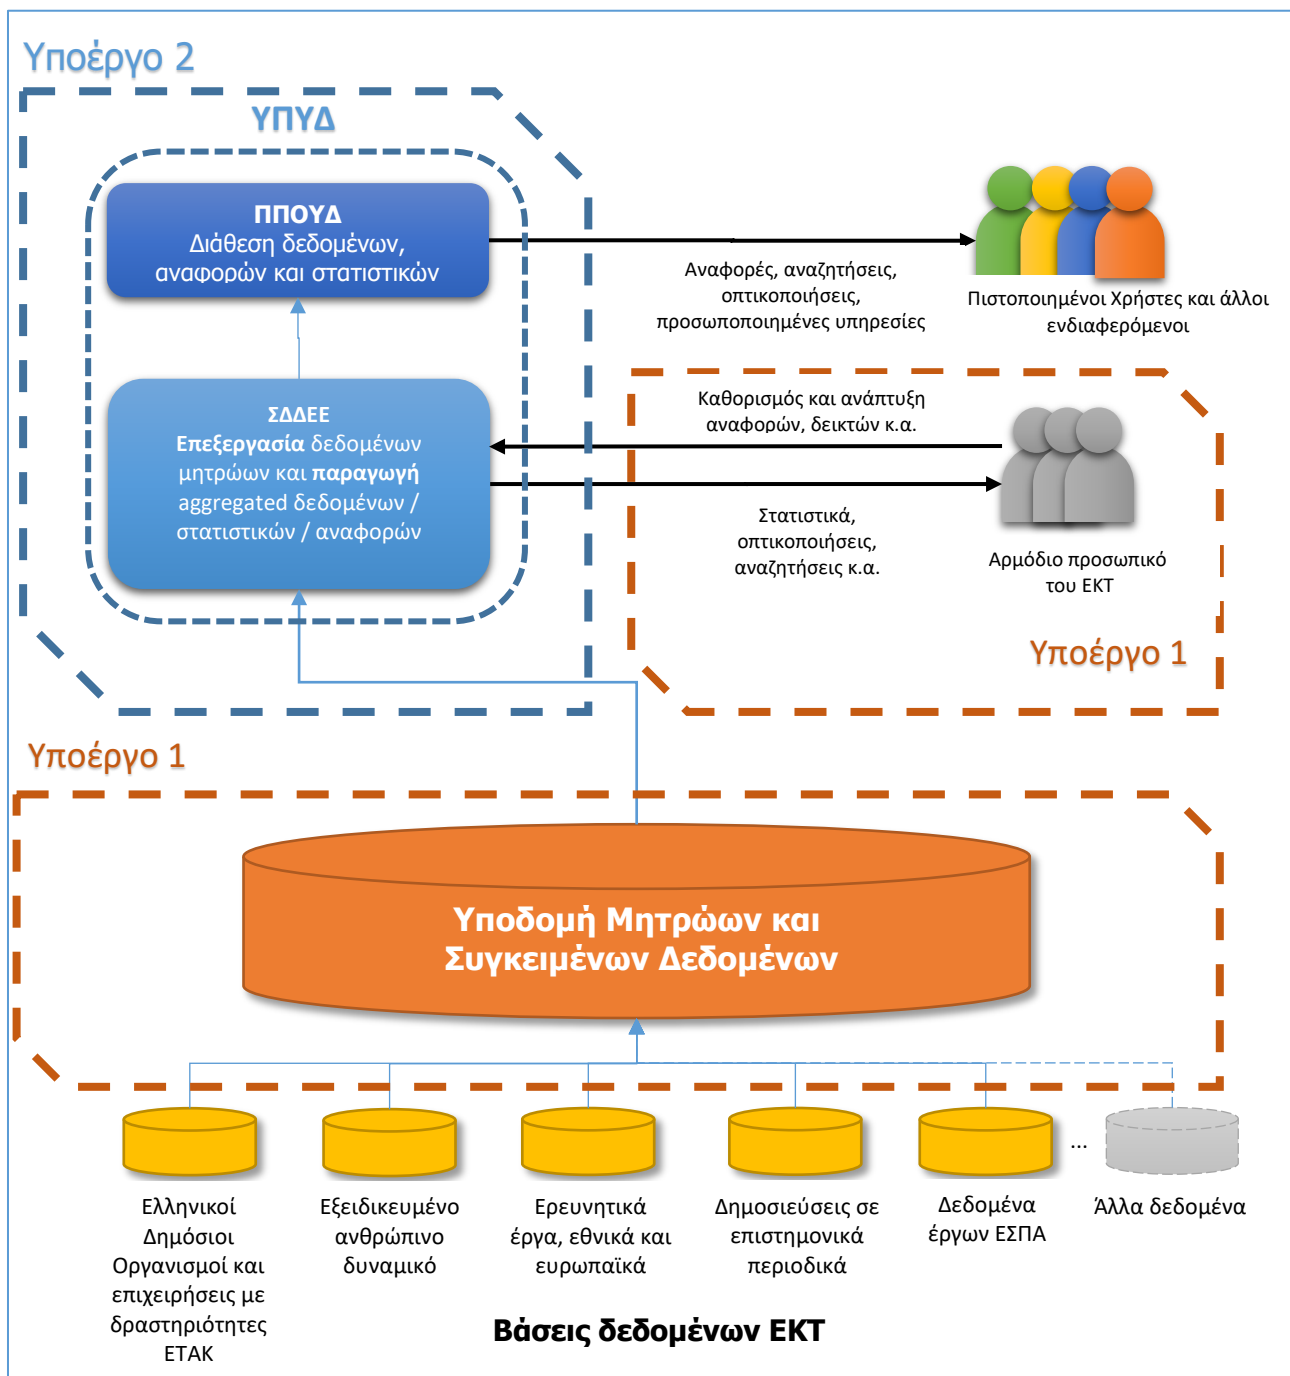 Υποέργο 2
ΥΠΥΔ
ΠΠΟΥΔ
Διάθεση δεδομένων,
αναφορών και στατιστικών
Αναφορές, αναζητήσεις,
οπτικοποιήσεις,
προσωποποιημένες υπηρεσίες
Πιστοποιημένοι Χρήστες και άλλοι
ενδιαφερόμενοι
ΣΔΔΕΕ
Επεξεργασία δεδομένων
μητρώων και παραγωγή
aggregated δεδομένων /
στατιστικών / αναφορών
Καθορισμός και ανάπτυξη
αναφορών, δεικτών κ.α.
Στατιστικά,
οπτικοποιήσεις,
αναζητήσεις κ.α.
Αρμόδιο προσωπικό
του ΕΚΤ
Υποέργο 1
Υποέργο 1
Υποδομή Μητρώων και
Συγκειμένων Δεδομένων
...
Ελληνικοί
Δημόσιοι
Οργανισμοί και
επιχειρήσεις με
δραστηριότητες
ΕΤΑΚ
Εξειδικευμένο
ανθρώπινο
δυναμικό
Ερευνητικά
έργα, εθνικά και
ευρωπαϊκά
Δημοσιεύσεις σε
επιστημονικά
περιοδικά
Δεδομένα
έργων ΕΣΠΑ
Άλλα δεδομένα
Βάσεις δεδομένων ΕΚΤ